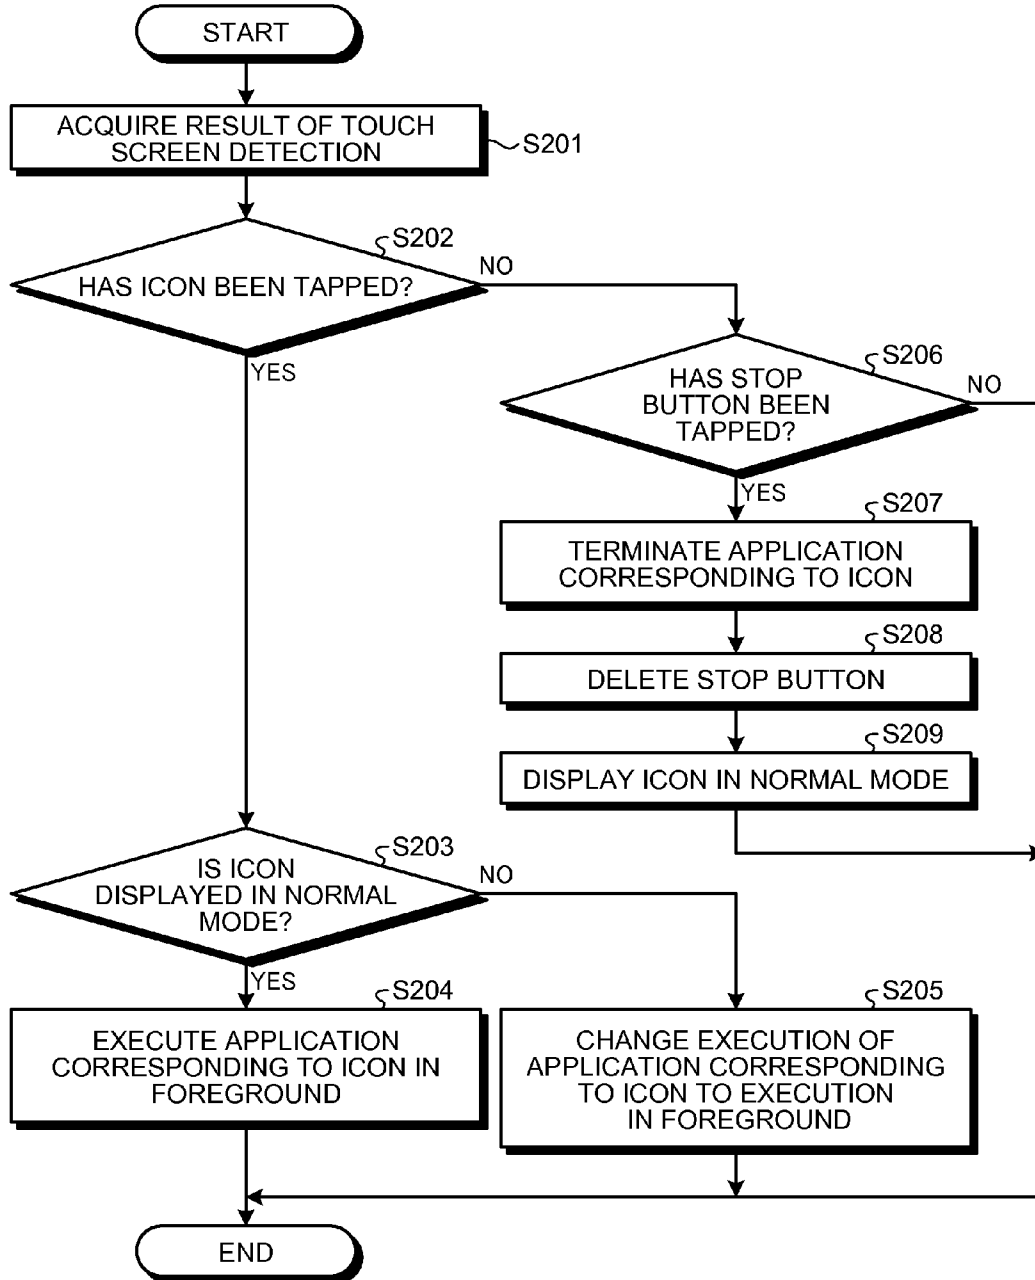 START
ACQUIRE RESULT OF TOUCH
SCREEN DETECTION
S201
S202
HAS ICON BEEN TAPPED?
NO
YES
S206
HAS STOP
BUTTON BEEN
TAPPED?
NO
YES
S207
TERMINATE APPLICATION
CORRESPONDING TO ICON
S208
DELETE STOP BUTTON
S209
DISPLAY ICON IN NORMAL MODE
S203
IS ICON
DISPLAYED IN NORMAL
MODE?
NO
YES
S204
EXECUTE APPLICATION
CORRESPONDING TO ICON IN
FOREGROUND
S205
CHANGE EXECUTION OF
APPLICATION CORRESPONDING
TO ICON TO EXECUTION
IN FOREGROUND
END